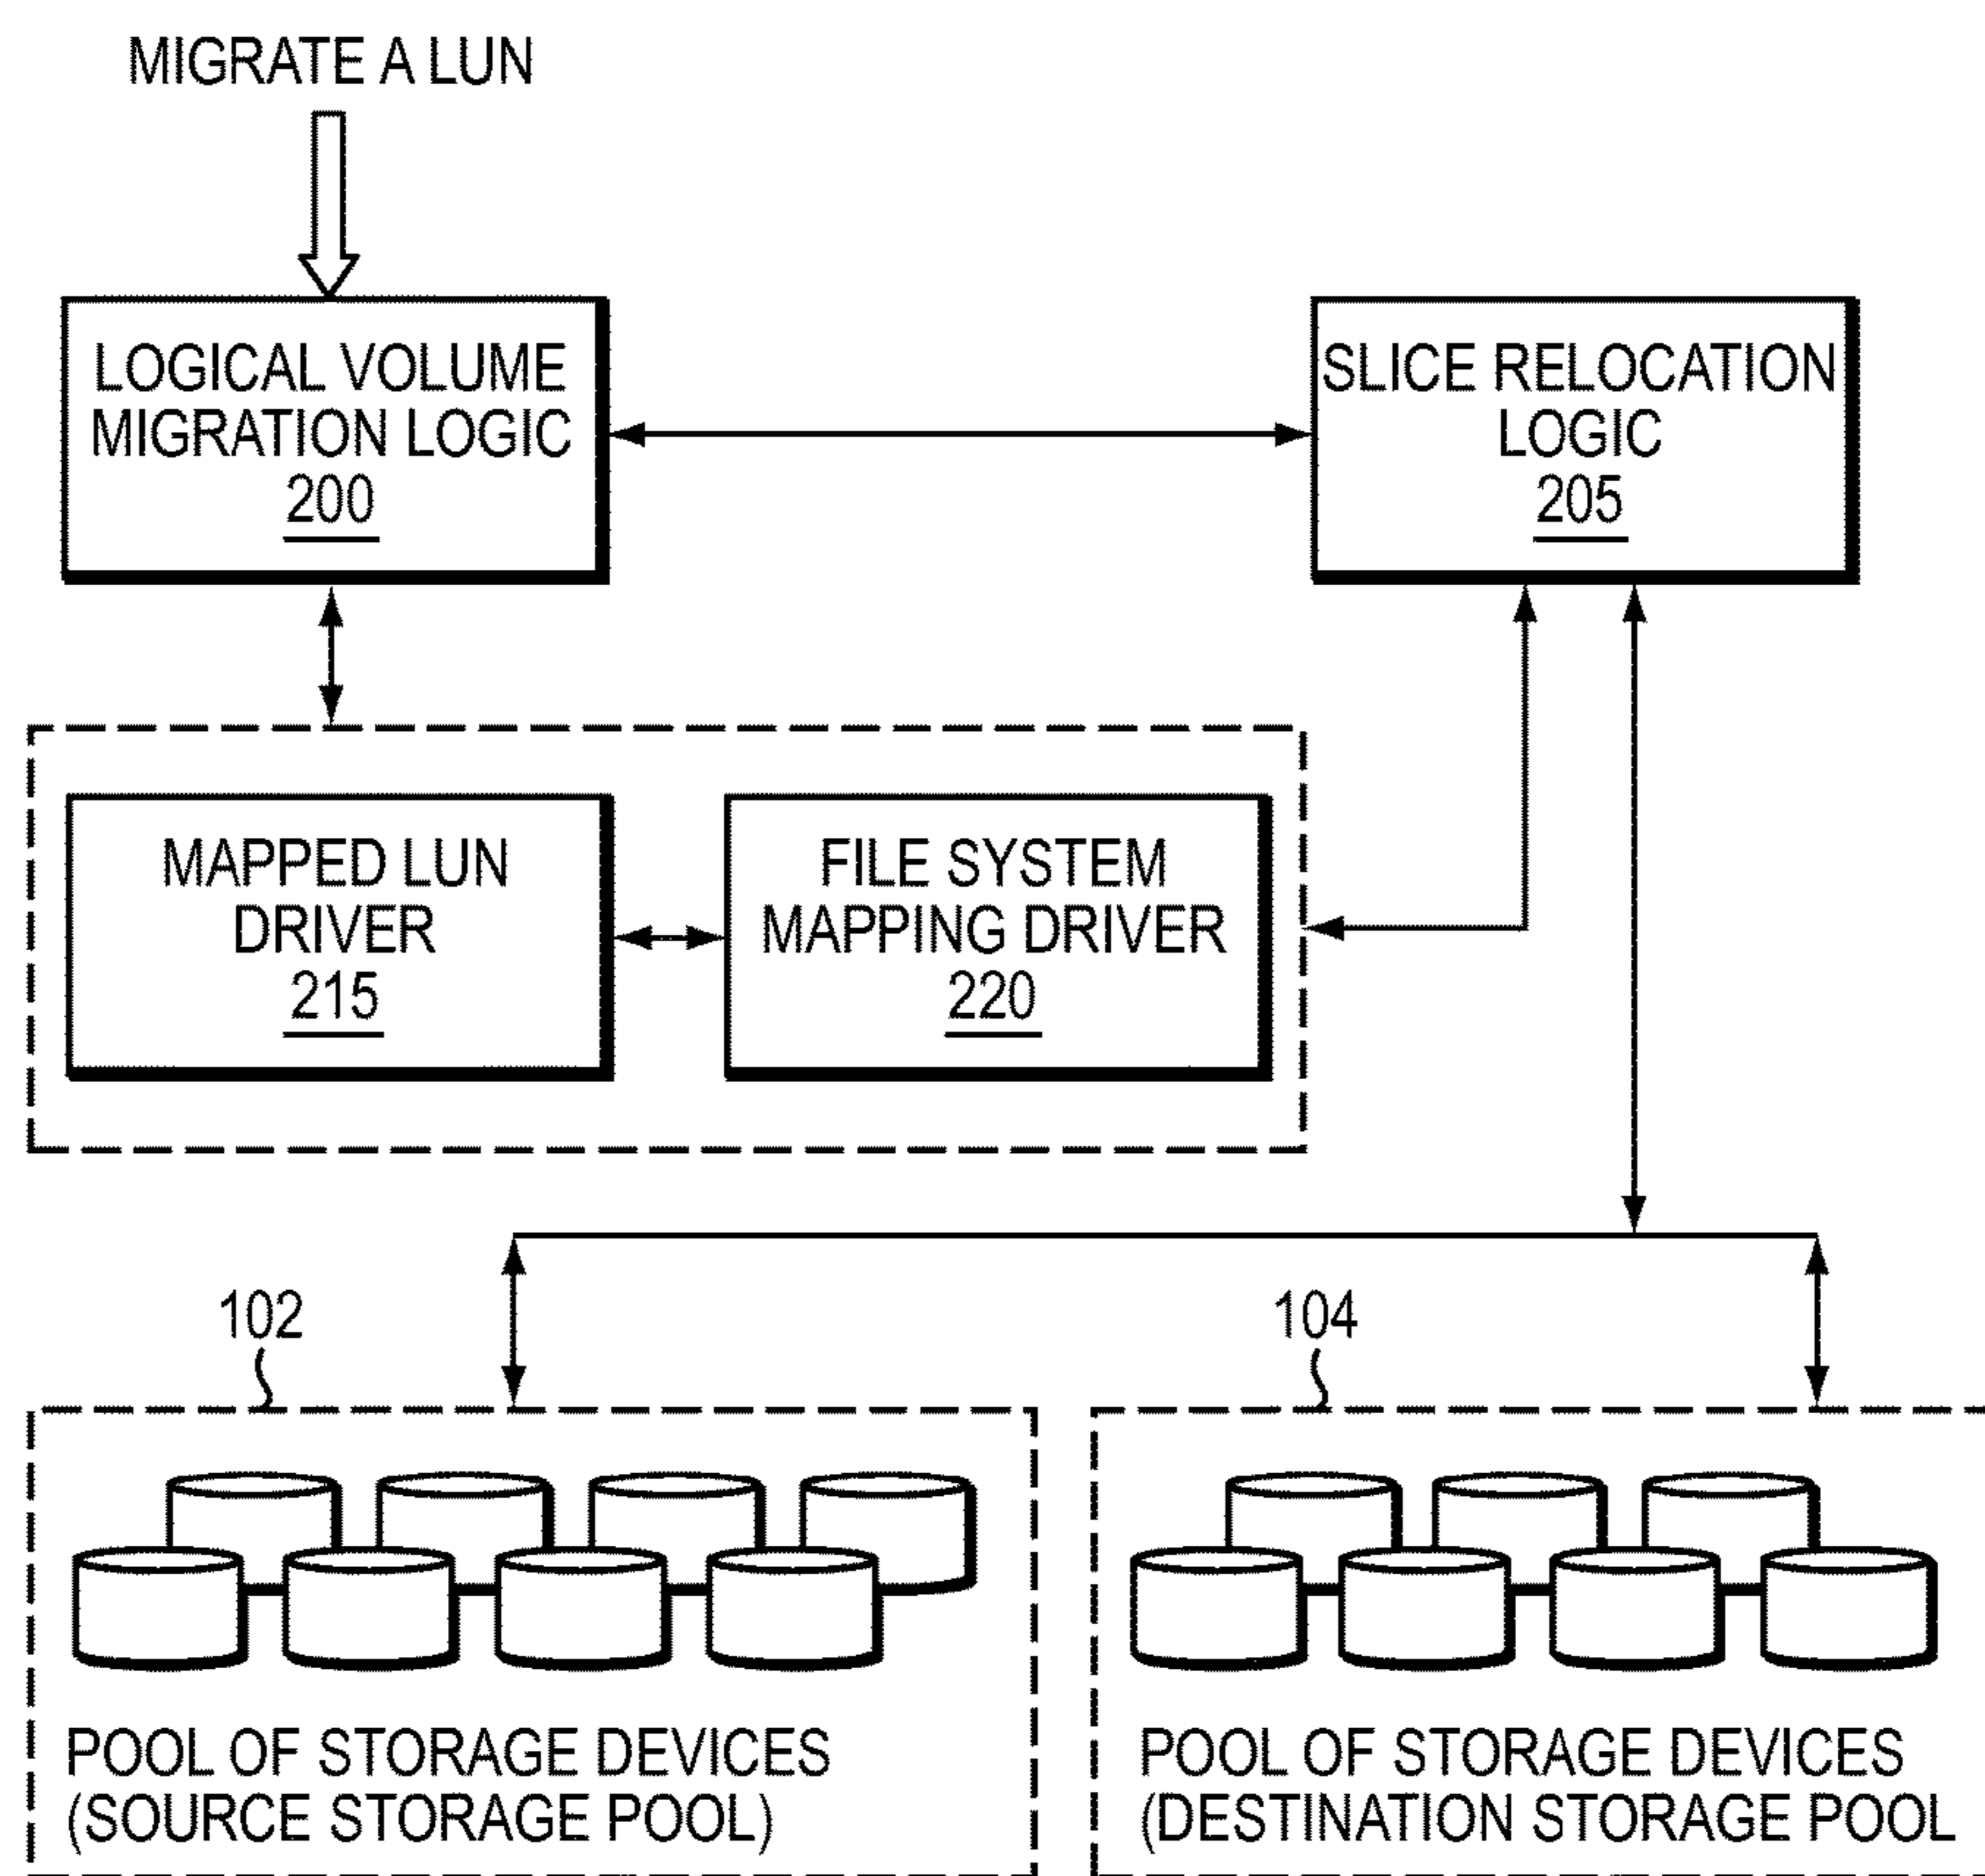 MIGRATE A LUN
LOGICAL VOLUME
MIGRATION LOGIC
200
SLICE RELOCATION
LOGIC
205
MAPPED LUN
DRIVER
215
FILE SYSTEM
MAPPING DRIVER
220
102
104
POOL OF STORAGE DEVICES
(SOURCE STORAGE POOL)
POOL OF STORAGE DEVICES
(DESTINATION STORAGE POOL